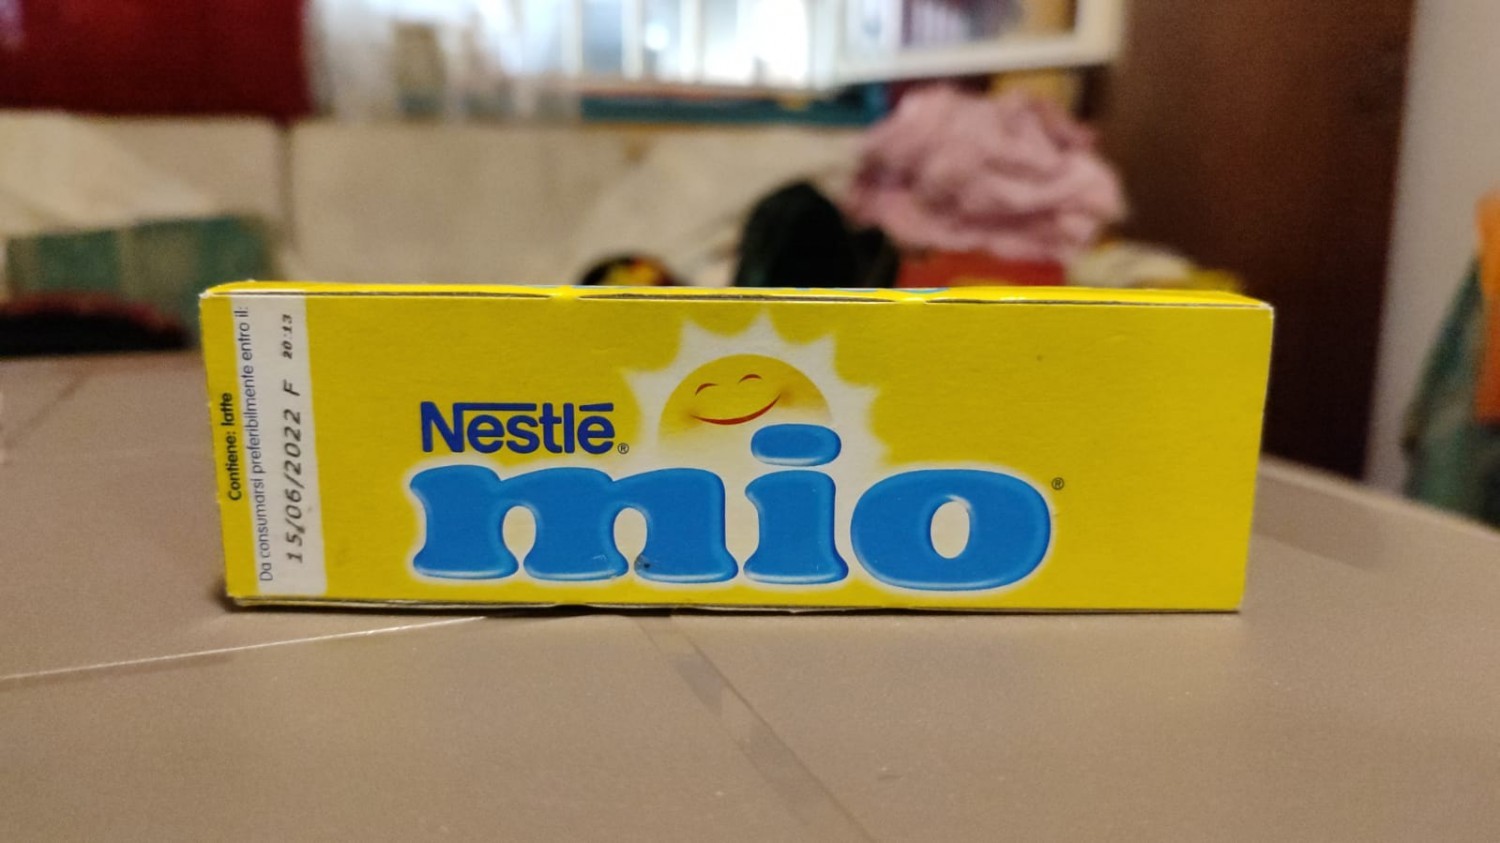 Contiene: latte
Da consumarsi preferibilmente entro il:
15/06/2022 F 20:13
Nestlé®
mio®